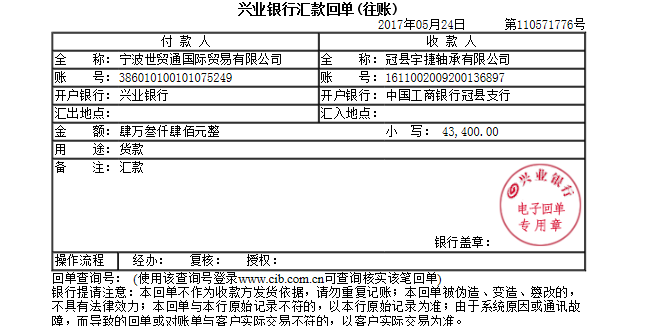 兴业银行汇款回单(往账)
2017年05月24日 第110571776号
付 款 人 收 款 人
全 称: 宁波世贸通国际贸易有限公司 全 称: 冠县宇捷轴承有限公司
账 号: 386010100101075249 账 号: 1611002009200136897
开户银行: 兴业银行 开户银行: 中国工商银行冠县支行
汇出地点: 汇入地点:
金 额: 肆万叁仟肆佰元整 小 写: 43,400.00
用 途: 货款
备 注: 汇款
兴业银行
电子回单
专用章
银行盖章:
操作流程 经办: 复核: 授权:
回单查询号: (使用该查询号登录www.cib.com.cn可查询核实该笔回单)
银行提请注意: 本回单不作为收款方发货依据, 请勿重复记账; 本回单被伪造、变造、篡改的,
不具有法律效力; 本回单与本行原始记录不符的, 以本行原始记录为准; 由于系统原因或通讯故
障, 而导致的回单或对账单与客户实际交易不符的, 以客户实际交易为准。